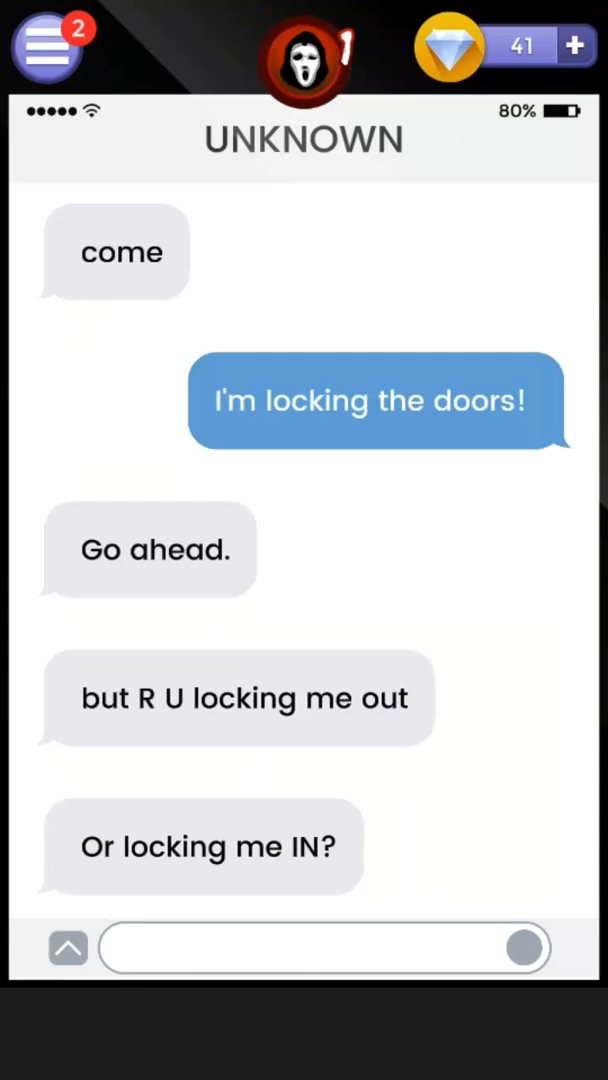 2
1
41
+
80%
UNKNOWN
come
I'm locking the doors!
Go ahead.
but R U locking me out
Or locking me IN?